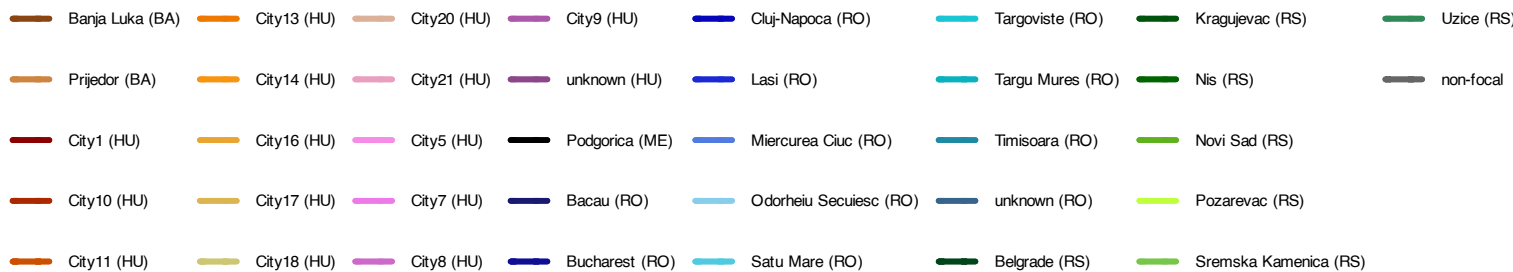 Banja Luka (BA) City13 (HU) City20 (HU) City9 (HU) Cluj-Napoca (RO) Targoviste (RO) Kragujevac (RS) Uzice (RS)
Prijedor (BA) City14 (HU) City21 (HU) unknown (HU) Lasi (RO) Targu Mures (RO) Nis (RS) non-focal
City1 (HU) City16 (HU) City5 (HU) Podgorica (ME) Miercurea Ciuc (RO) Timisoara (RO) Novi Sad (RS)
City10 (HU) City17 (HU) City7 (HU) Bacau (RO) Odorheiu Secuiesc (RO) unknown (RO) Pozarevac (RS)
City11 (HU) City18 (HU) City8 (HU) Bucharest (RO) Satu Mare (RO) Belgrade (RS) Sremska Kamenica (RS)